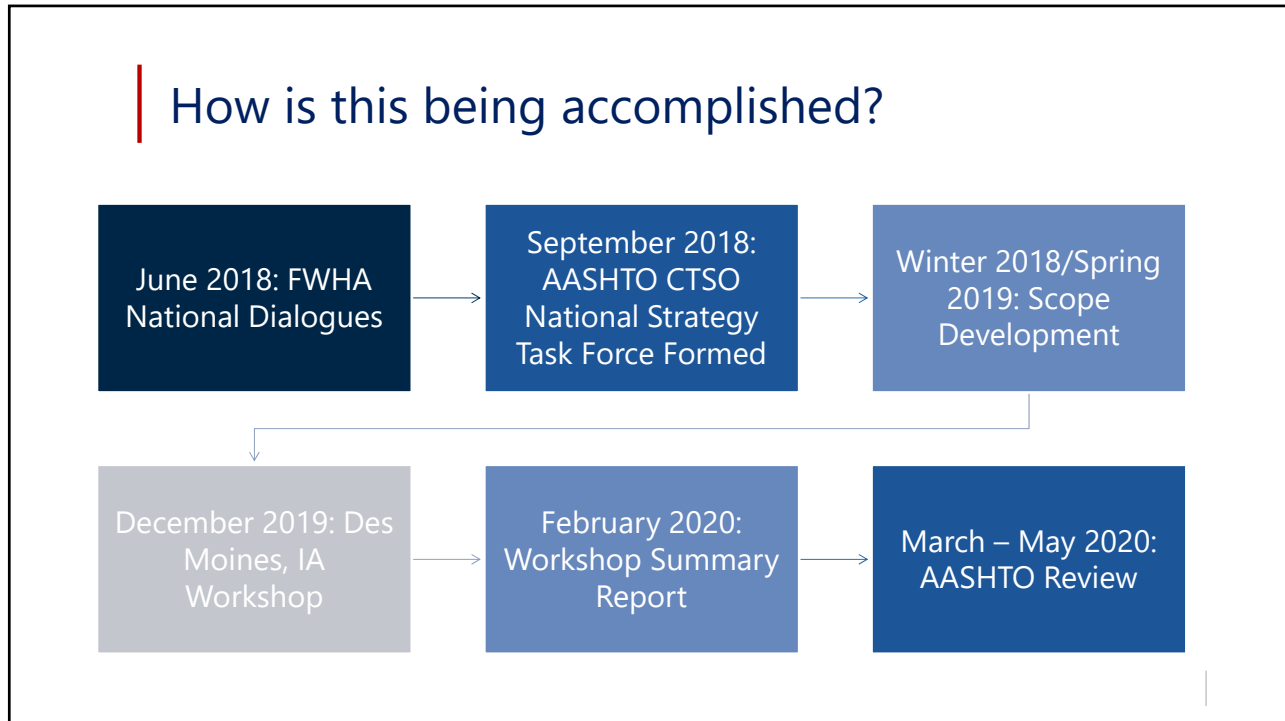 How is this being accomplished?
June 2018: FWHA
National Dialogues
September 2018:
AASHTO CTSO
National Strategy
Task Force Formed
Winter 2018/Spring
2019: Scope
Development
December 2019: Des
Moines, IA
Workshop
February 2020:
Workshop Summary
Report
March – May 2020:
AASHTO Review